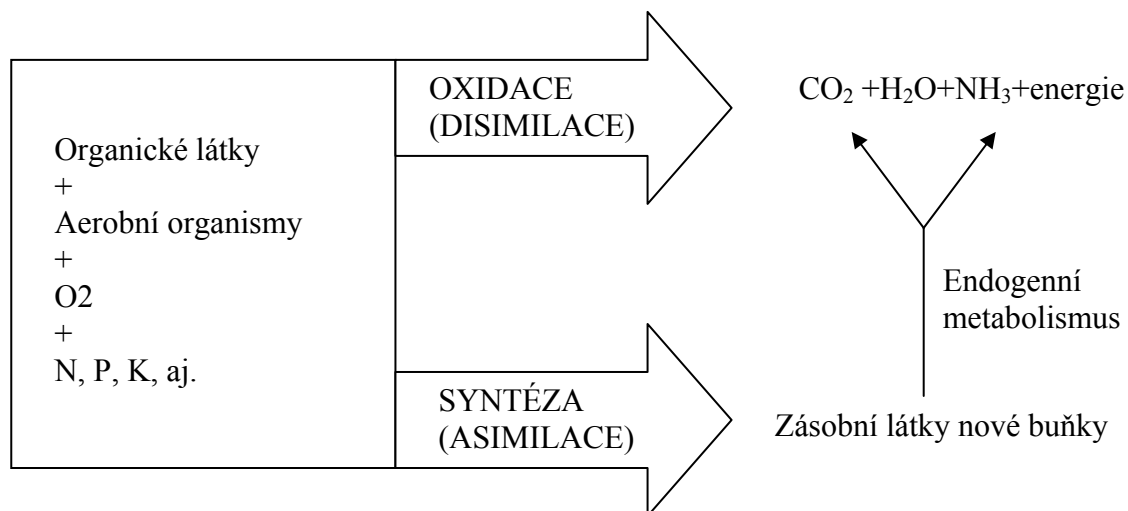 Organické látky
+
Aerobní organismy
+
O2
+
N, P, K, aj.
OXIDACE
(DISIMILACE)
CO₂ +H₂O+NH₃+energie
Endogenní
metabolismus
SYNTÉZA
(ASIMILACE)
Zásobní látky nové buňky